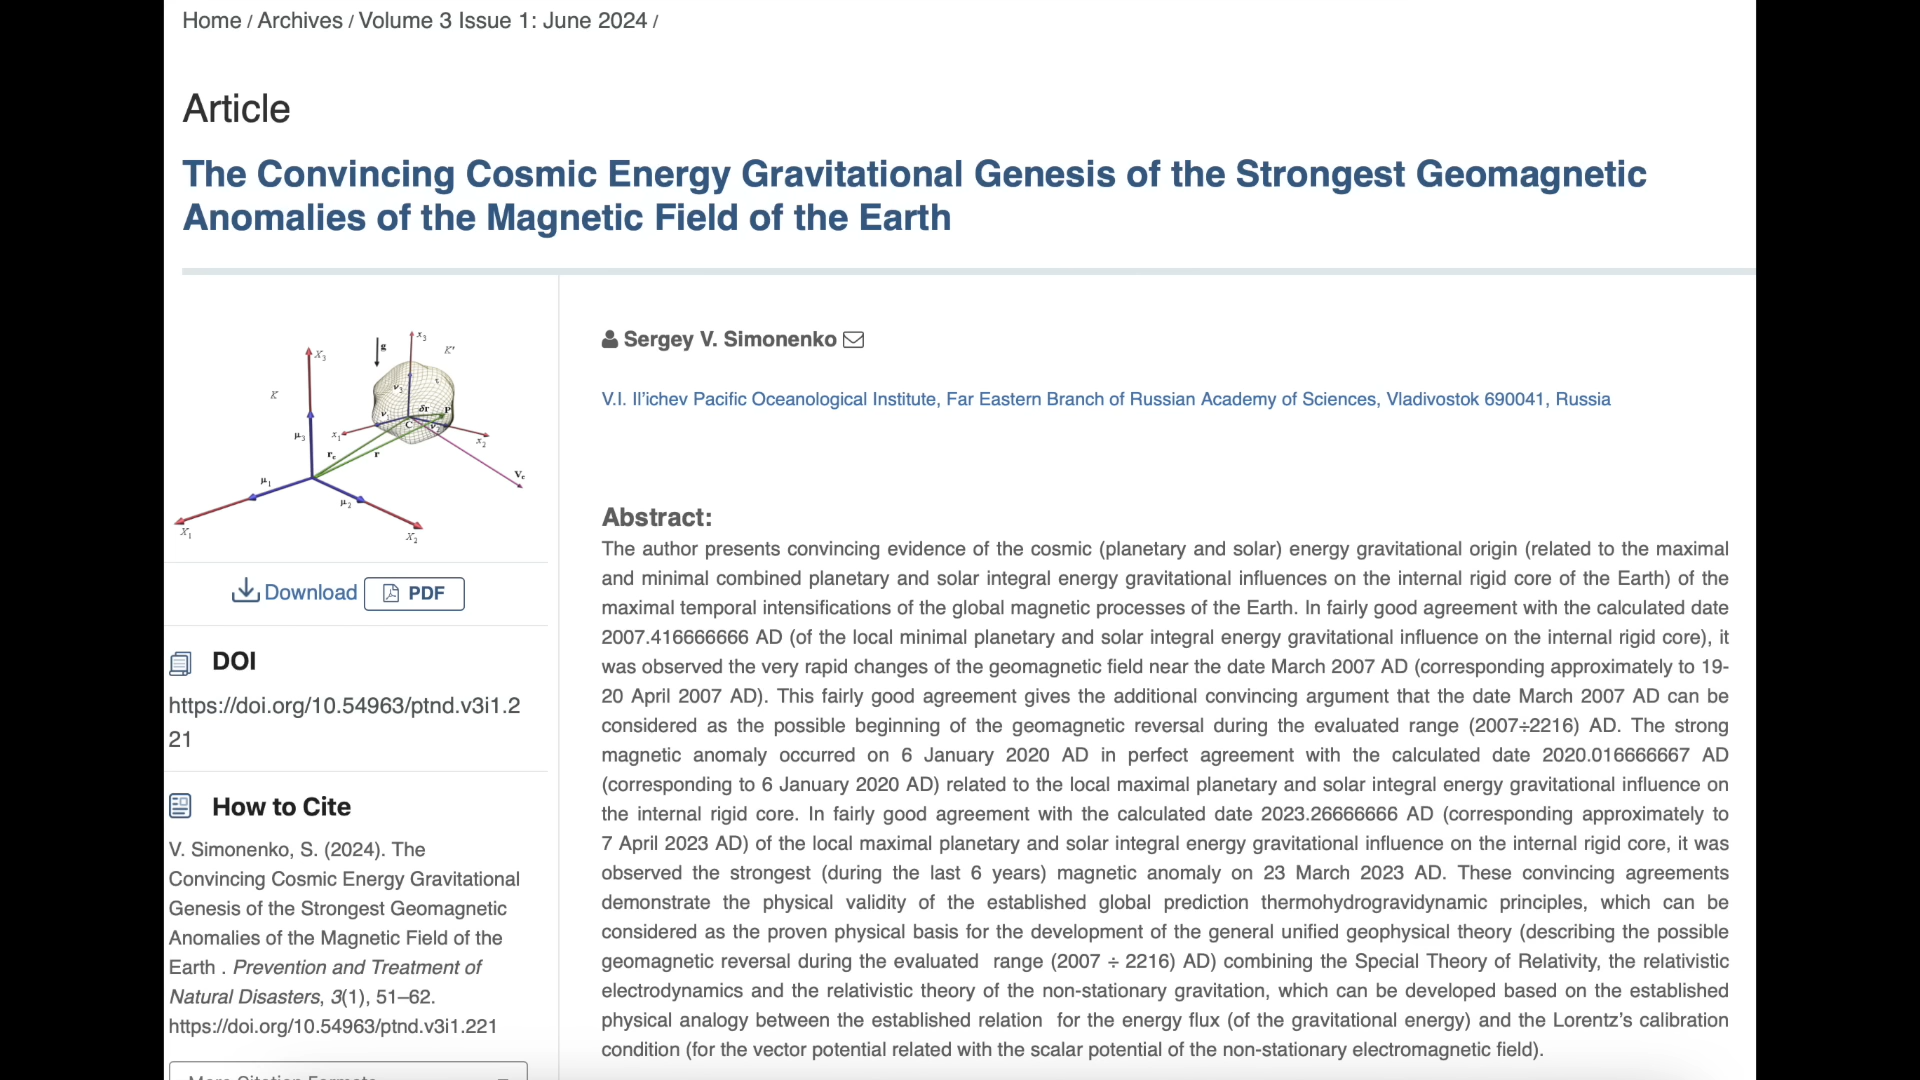 Home / Archives / Volume 3 Issue 1: June 2024 /
Article
The Convincing Cosmic Energy Gravitational Genesis of the Strongest Geomagnetic
Anomalies of the Magnetic Field of the Earth
X3
K
μ3
μ1
μ2
X1
X2
g
x3
K'
τ
ν3
ν
δr
P
C
ν2
x1
x2
rc
r
Vc
Download PDF
DOI
https://doi.org/10.54963/ptnd.v3i1.2
21
How to Cite
V. Simonenko, S. (2024). The
Convincing Cosmic Energy Gravitational
Genesis of the Strongest Geomagnetic
Anomalies of the Magnetic Field of the
Earth . Prevention and Treatment of
Natural Disasters, 3(1), 51–62.
https://doi.org/10.54963/ptnd.v3i1.221
More Citation Formats
Sergey V. Simonenko
V.I. Il’ichev Pacific Oceanological Institute, Far Eastern Branch of Russian Academy of Sciences, Vladivostok 690041, Russia
Abstract:
The author presents convincing evidence of the cosmic (planetary and solar) energy gravitational origin (related to the maximal
and minimal combined planetary and solar integral energy gravitational influences on the internal rigid core of the Earth) of the
maximal temporal intensifications of the global magnetic processes of the Earth. In fairly good agreement with the calculated date
2007.416666666 AD (of the local minimal planetary and solar integral energy gravitational influence on the internal rigid core), it
was observed the very rapid changes of the geomagnetic field near the date March 2007 AD (corresponding approximately to 19-
20 April 2007 AD). This fairly good agreement gives the additional convincing argument that the date March 2007 AD can be
considered as the possible beginning of the geomagnetic reversal during the evaluated range (2007÷2216) AD. The strong
magnetic anomaly occurred on 6 January 2020 AD in perfect agreement with the calculated date 2020.016666667 AD
(corresponding to 6 January 2020 AD) related to the local maximal planetary and solar integral energy gravitational influence on
the internal rigid core. In fairly good agreement with the calculated date 2023.26666666 AD (corresponding approximately to
7 April 2023 AD) of the local maximal planetary and solar integral energy gravitational influence on the internal rigid core, it was
observed the strongest (during the last 6 years) magnetic anomaly on 23 March 2023 AD. These convincing agreements
demonstrate the physical validity of the established global prediction thermohydrogravidynamic principles, which can be
considered as the proven physical basis for the development of the general unified geophysical theory (describing the possible
geomagnetic reversal during the evaluated range (2007 ÷ 2216) AD) combining the Special Theory of Relativity, the relativistic
electrodynamics and the relativistic theory of the non-stationary gravitation, which can be developed based on the established
physical analogy between the established relation for the energy flux (of the gravitational energy) and the Lorentz’s calibration
condition (for the vector potential related with the scalar potential of the non-stationary electromagnetic field).